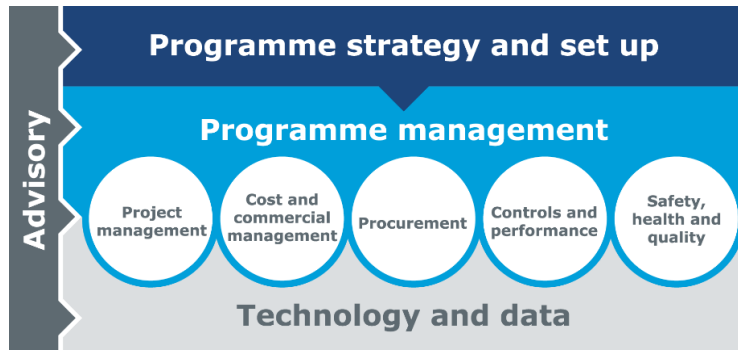 Advisory
Programme strategy and set up
Programme management
Project
management
Cost and
commercial
management
Procurement
Controls and
performance
Safety,
health and
quality
Technology and data